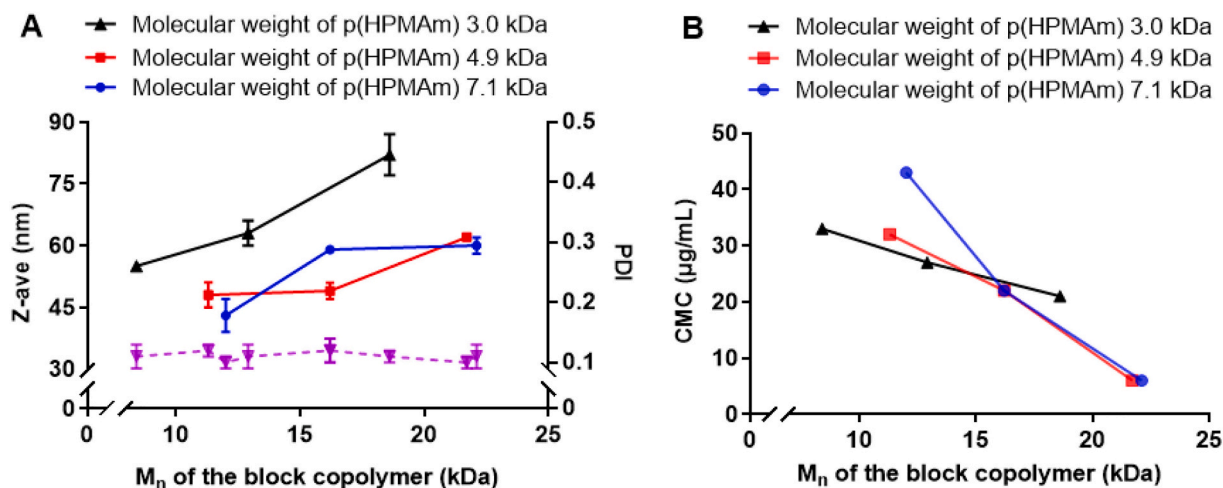 A
Molecular weight of p(HPMAm) 3.0 kDa
Molecular weight of p(HPMAm) 4.9 kDa
Molecular weight of p(HPMAm) 7.1 kDa
Z-ave (nm)
90
75
60
45
30
0
PDI
0.5
0.4
0.3
0.2
0.1
0
0 10 15 20 25
Mn of the block copolymer (kDa)
B
Molecular weight of p(HPMAm) 3.0 kDa
Molecular weight of p(HPMAm) 4.9 kDa
Molecular weight of p(HPMAm) 7.1 kDa
CMC (µg/mL)
50
40
30
20
10
0
0 10 15 20 25
Mn of the block copolymer (kDa)